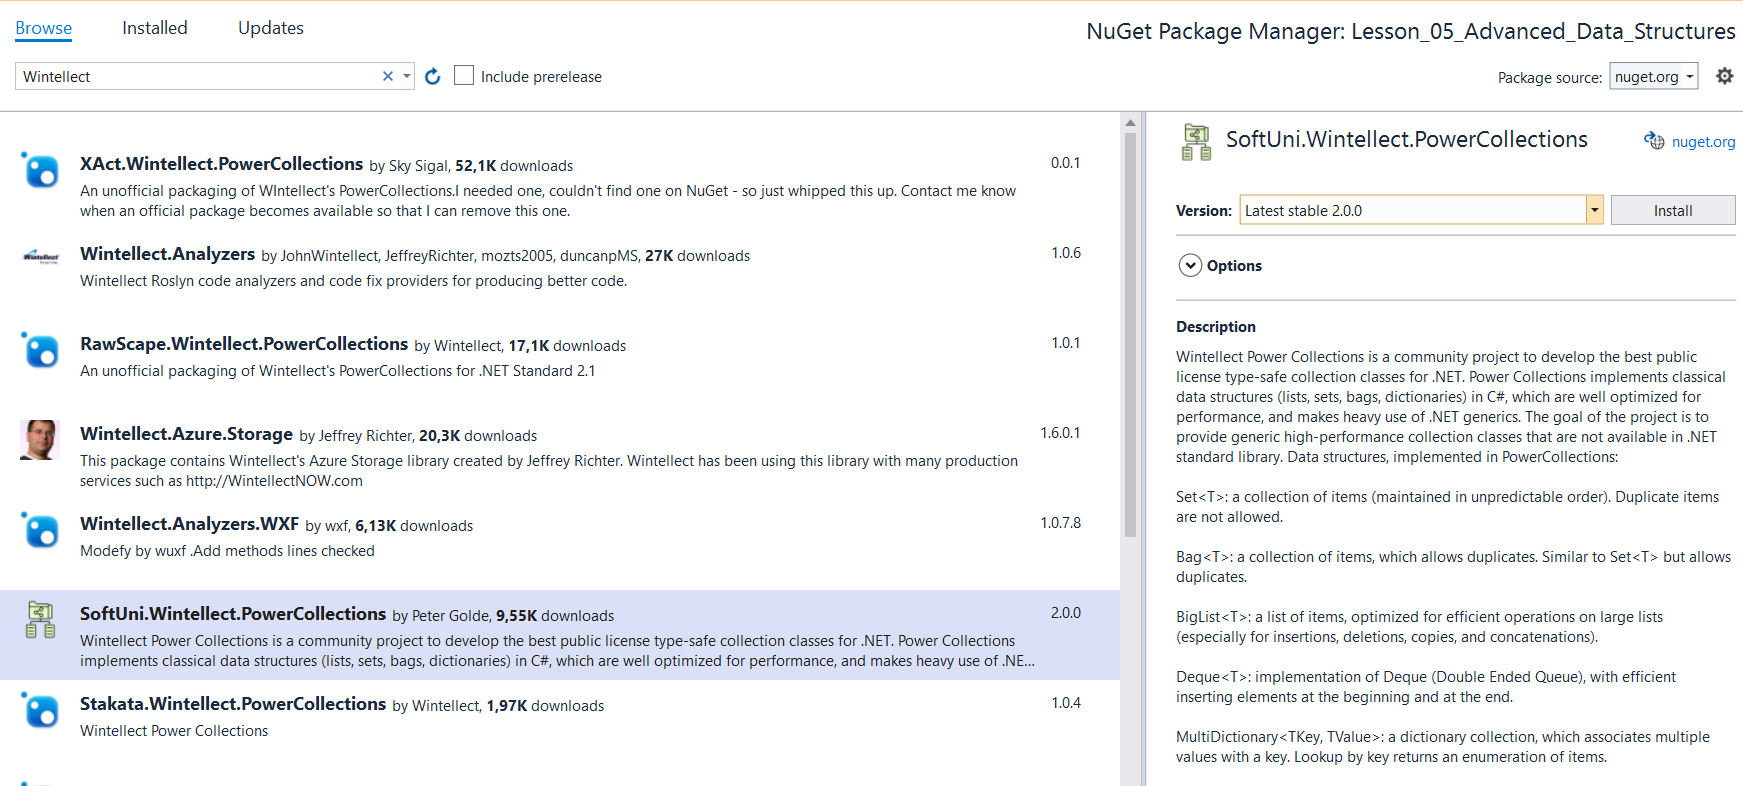 Browse Installed Updates
NuGet Package Manager: Lesson_05_Advanced_Data_Structures
Wintellect
Include prerelease
Package source: nuget.org
XAct.Wintellect.PowerCollections by Sky Sigal, 52,1K downloads 0.0.1
An unofficial packaging of WIntellect's PowerCollections.I needed one, couldn't find one on NuGet - so just whipped this up. Contact me know
when an official package becomes available so that I can remove this one.
Wintellect.Analyzers by JohnWintellect, JeffreyRichter, mozts2005, duncanpMS, 27K downloads 1.0.6
Wintellect Roslyn code analyzers and code fix providers for producing better code.
RawScape.Wintellect.PowerCollections by Wintellect, 17,1K downloads 1.0.1
An unofficial packaging of Wintellect's PowerCollections for .NET Standard 2.1
Wintellect.Azure.Storage by Jeffrey Richter, 20,3K downloads 1.6.0.1
This package contains Wintellect's Azure Storage library created by Jeffrey Richter. Wintellect has been using this library with many production
services such as http://WintellectNOW.com
Wintellect
Wintellect.Analyzers.WXF by wxf, 6,13K downloads 1.0.7.8
Modefy by wuxf .Add methods lines checked
SoftUni.Wintellect.PowerCollections by Peter Golde, 9,55K downloads 2.0.0
Wintellect Power Collections is a community project to develop the best public license type-safe collection classes for .NET. Power Collections
implements classical data structures (lists, sets, bags, dictionaries) in C#, which are well optimized for performance, and makes heavy use of .NE...
Stakata.Wintellect.PowerCollections by Wintellect, 1,97K downloads 1.0.4
Wintellect Power Collections
SoftUni.Wintellect.PowerCollections
nuget.org
Version: Latest stable 2.0.0 Install
Options
Description
Wintellect Power Collections is a community project to develop the best public
license type-safe collection classes for .NET. Power Collections implements classical
data structures (lists, sets, bags, dictionaries) in C#, which are well optimized for
performance, and makes heavy use of .NET generics. The goal of the project is to
provide generic high-performance collection classes that are not available in .NET
standard library. Data structures, implemented in PowerCollections:
Set<T>: a collection of items (maintained in unpredictable order). Duplicate items
are not allowed.
Bag<T>: a collection of items, which allows duplicates. Similar to Set<T> but allows
duplicates.
BigList<T>: a list of items, optimized for efficient operations on large lists
(especially for insertions, deletions, copies, and concatenations).
Deque<T>: implementation of Deque (Double Ended Queue), with efficient
inserting elements at the beginning and at the end.
MultiDictionary<TKey, TValue>: a dictionary collection, which associates multiple
values with a key. Lookup by key returns an enumeration of items.